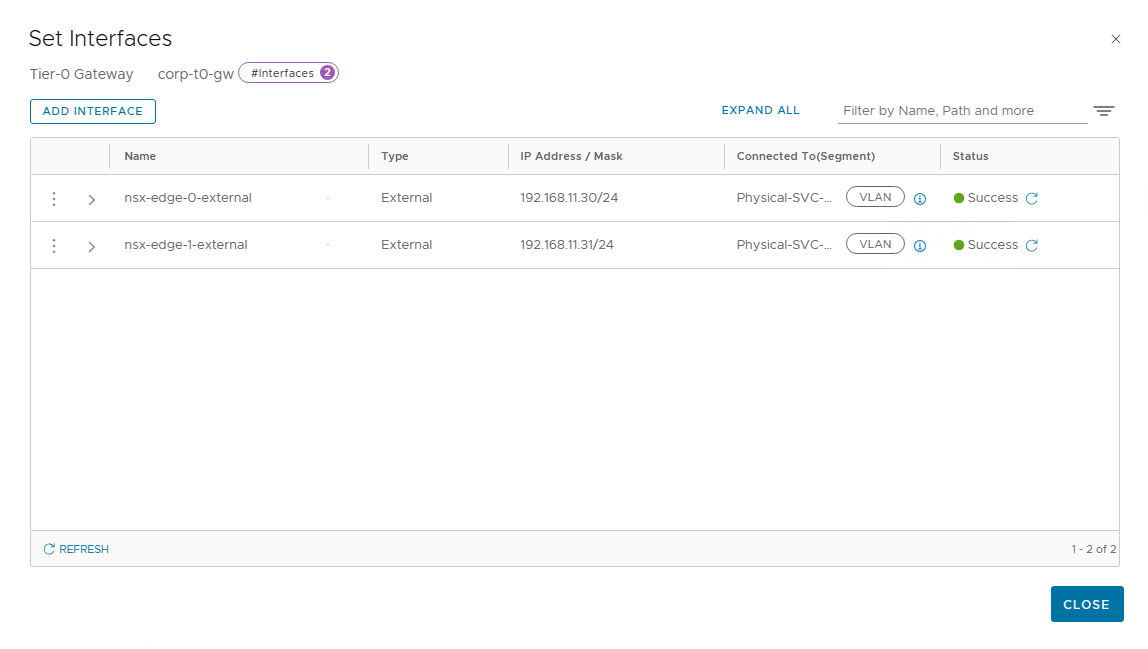 Set Interfaces
Tier-0 Gateway corp-t0-gw #Interfaces 2
ADD INTERFACE EXPAND ALL Filter by Name, Path and more
Name Type IP Address / Mask Connected To(Segment) Status
nsx-edge-0-external External 192.168.11.30/24 Physical-SVC-... VLAN Success
nsx-edge-1-external External 192.168.11.31/24 Physical-SVC-... VLAN Success
REFRESH 1 - 2 of 2
CLOSE